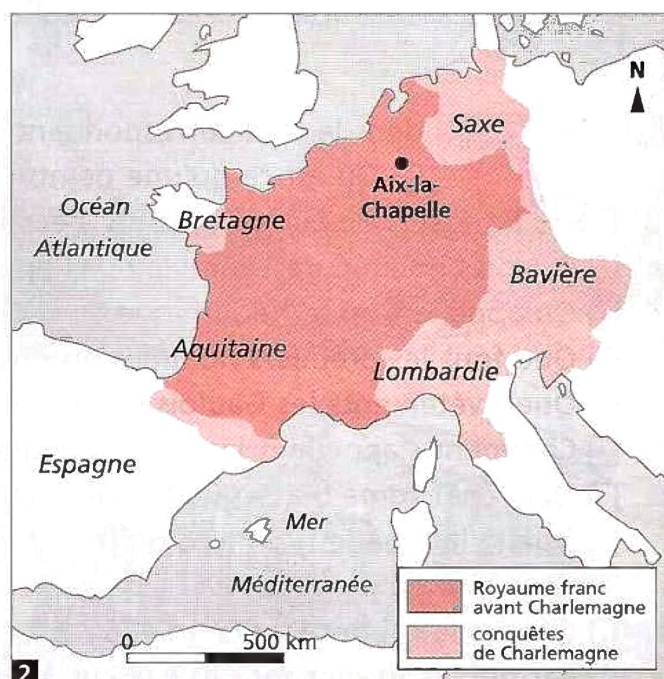 N
Saxe
Aix-la-
Chapelle
Océan
Atlantique
Bretagne
Bavière
Aquitaine
Lombardie
Espagne
Mer
Méditerranée
Royaume franc
avant Charlemagne
conquêtes
de Charlemagne
0 500 km
2